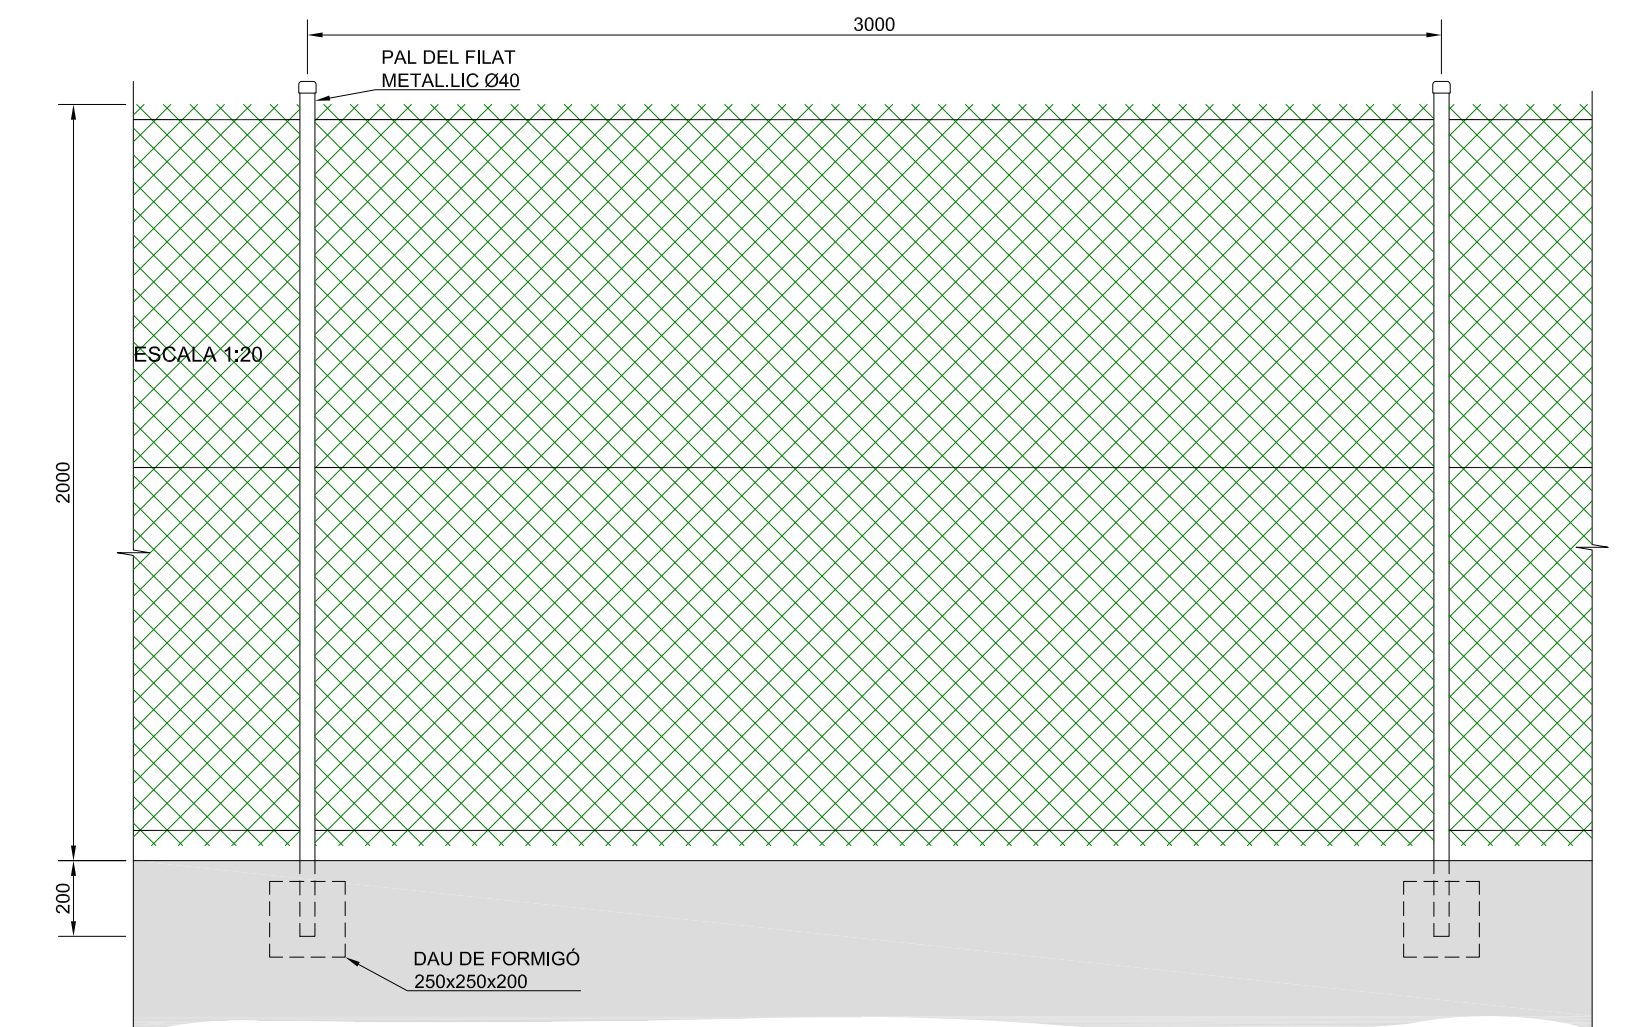 3000
PAL DEL FILAT
METAL.LIC Ø40
ESCALA 1:20
2000
200
DAU DE FORMIGÓ
250x250x200